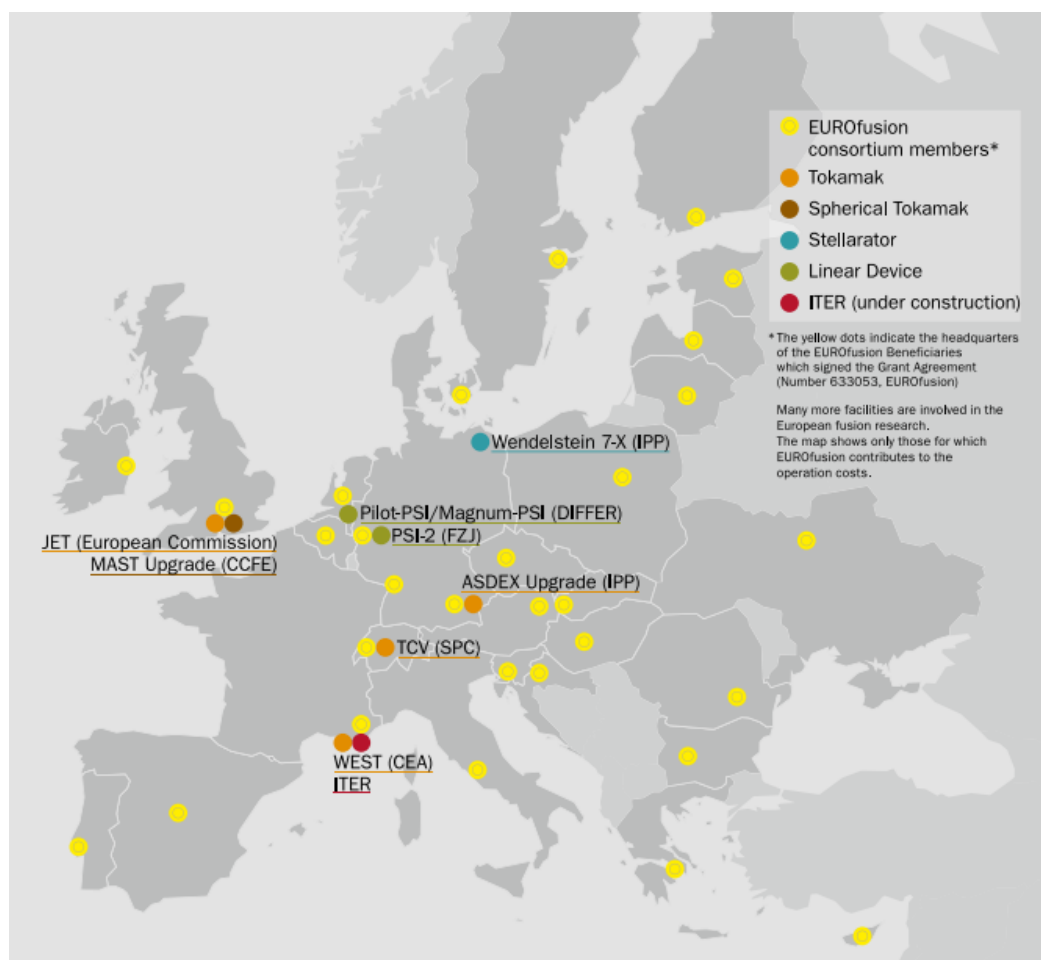 EUROfusion
consortium members*
Tokamak
Spherical Tokamak
Stellarator
Linear Device
ITER (under construction)
* The yellow dots indicate the headquarters
of the EUROfusion Beneficiaries
which signed the Grant Agreement
(Number 633053, EUROfusion)
Many more facilities are involved in the
European fusion research.
The map shows only those for which
EUROfusion contributes to the
operation costs.
Wendelstein 7-X (IPP)
Pilot-PSI/Magnum-PSI (DIFFER)
PSI-2 (FZJ)
JET (European Commission)
MAST Upgrade (CCFE)
ASDEX Upgrade (IPP)
TCV (SPC)
WEST (CEA)
ITER